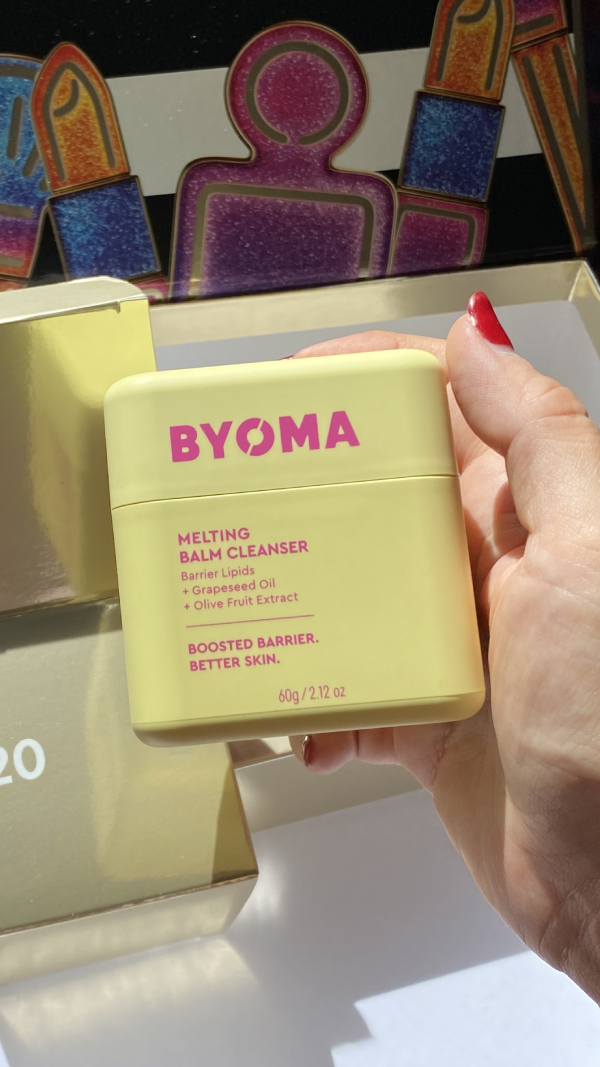 BYOMA
MELTING
BALM CLEANSER
Barrier Lipids
+ Grapeseed Oil
+ Olive Fruit Extract
BOOSTED BARRIER.
BETTER SKIN.
60g / 2.12 oz
20